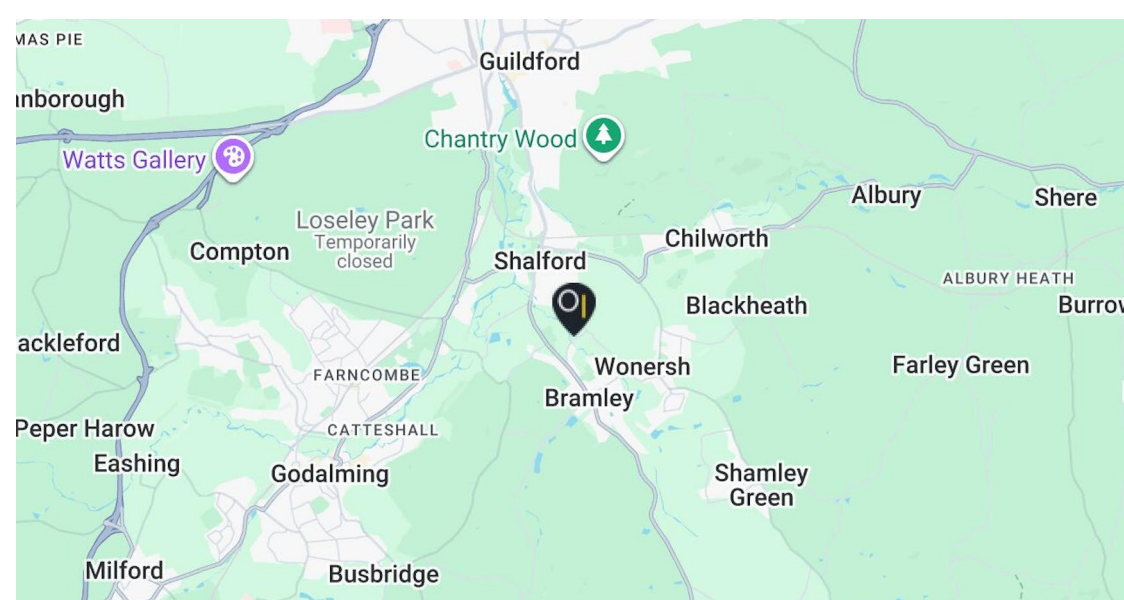 MAS PIE
Guildford
anborough
Chantry Wood
Watts Gallery
Albury
Shere
Loseley Park
Temporarily
closed
Chilworth
Compton
Shalford
ALBURY HEATH
Blackheath
Burrow
ackleford
Wonersh
Farley Green
FARNCOMBE
Bramley
Peper Harow
CATTESHALL
Eashing
Godalming
Shamley
Green
Milford
Busbridge